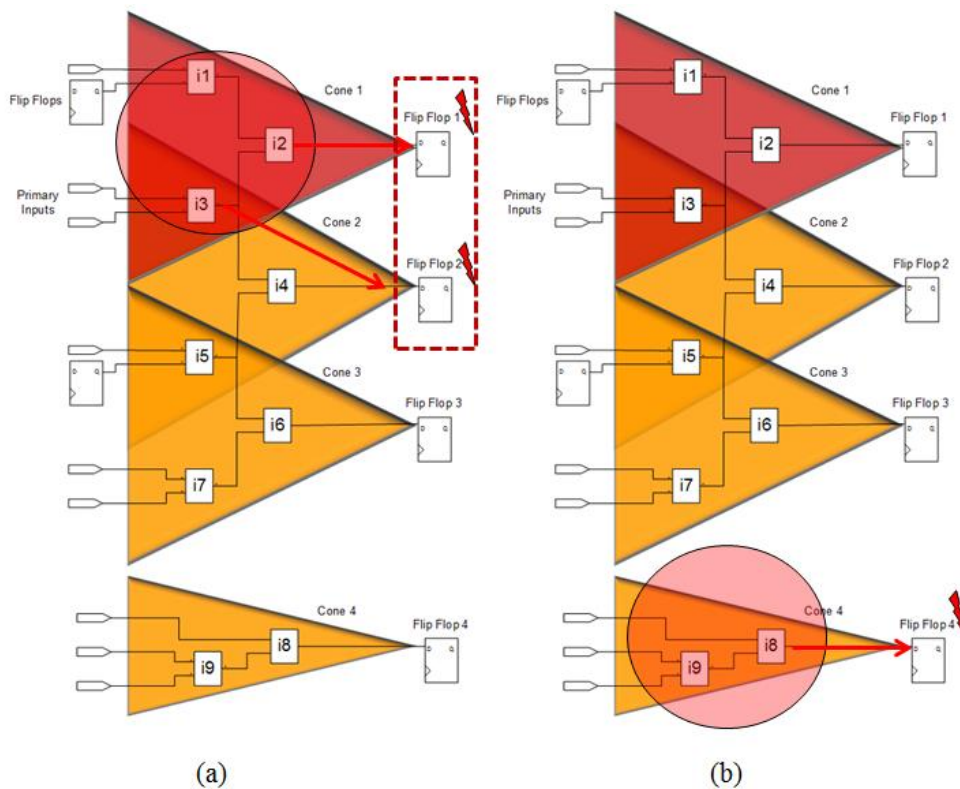 i1
Cone 1
Flip Flops
Flip Flop 1
D Q
i2
Primary
Inputs
i3
Cone 2
Flip Flop 2
D Q
i4
i5
Cone 3
Flip Flop 3
D Q
i6
i7
Cone 4
Flip Flop 4
D Q
i8
i9
(a)
i1
Cone 1
Flip Flops
Flip Flop 1
D Q
i2
Primary
Inputs
i3
Cone 2
Flip Flop 2
D Q
i4
i5
Cone 3
Flip Flop 3
D Q
i6
i7
Cone 4
Flip Flop 4
D Q
i8
i9
(b)